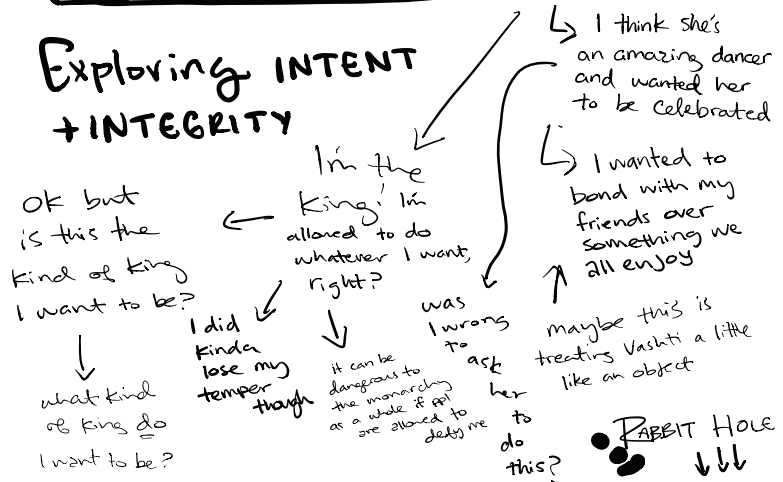 Exploring INTENT
+ INTEGRITY
I think she's
an amazing dancer
and wanted her
to be celebrated
I wanted to
bond with my
friends over
something we
all enjoy
I'm the
King! I'm
allowed to do
whatever I want,
right?
OK but
is this the
kind of king
I want to be?
what kind
of king do
I want to be?
I did
kinda
lose my
temper
though
it can be
dangerous to
the monarchy
as a whole if ppl
are allowed to
defy me
was
I wrong
to
ask
her
to
do
this?
maybe this is
treating Vashti a little
like an object
RABBIT HOLE